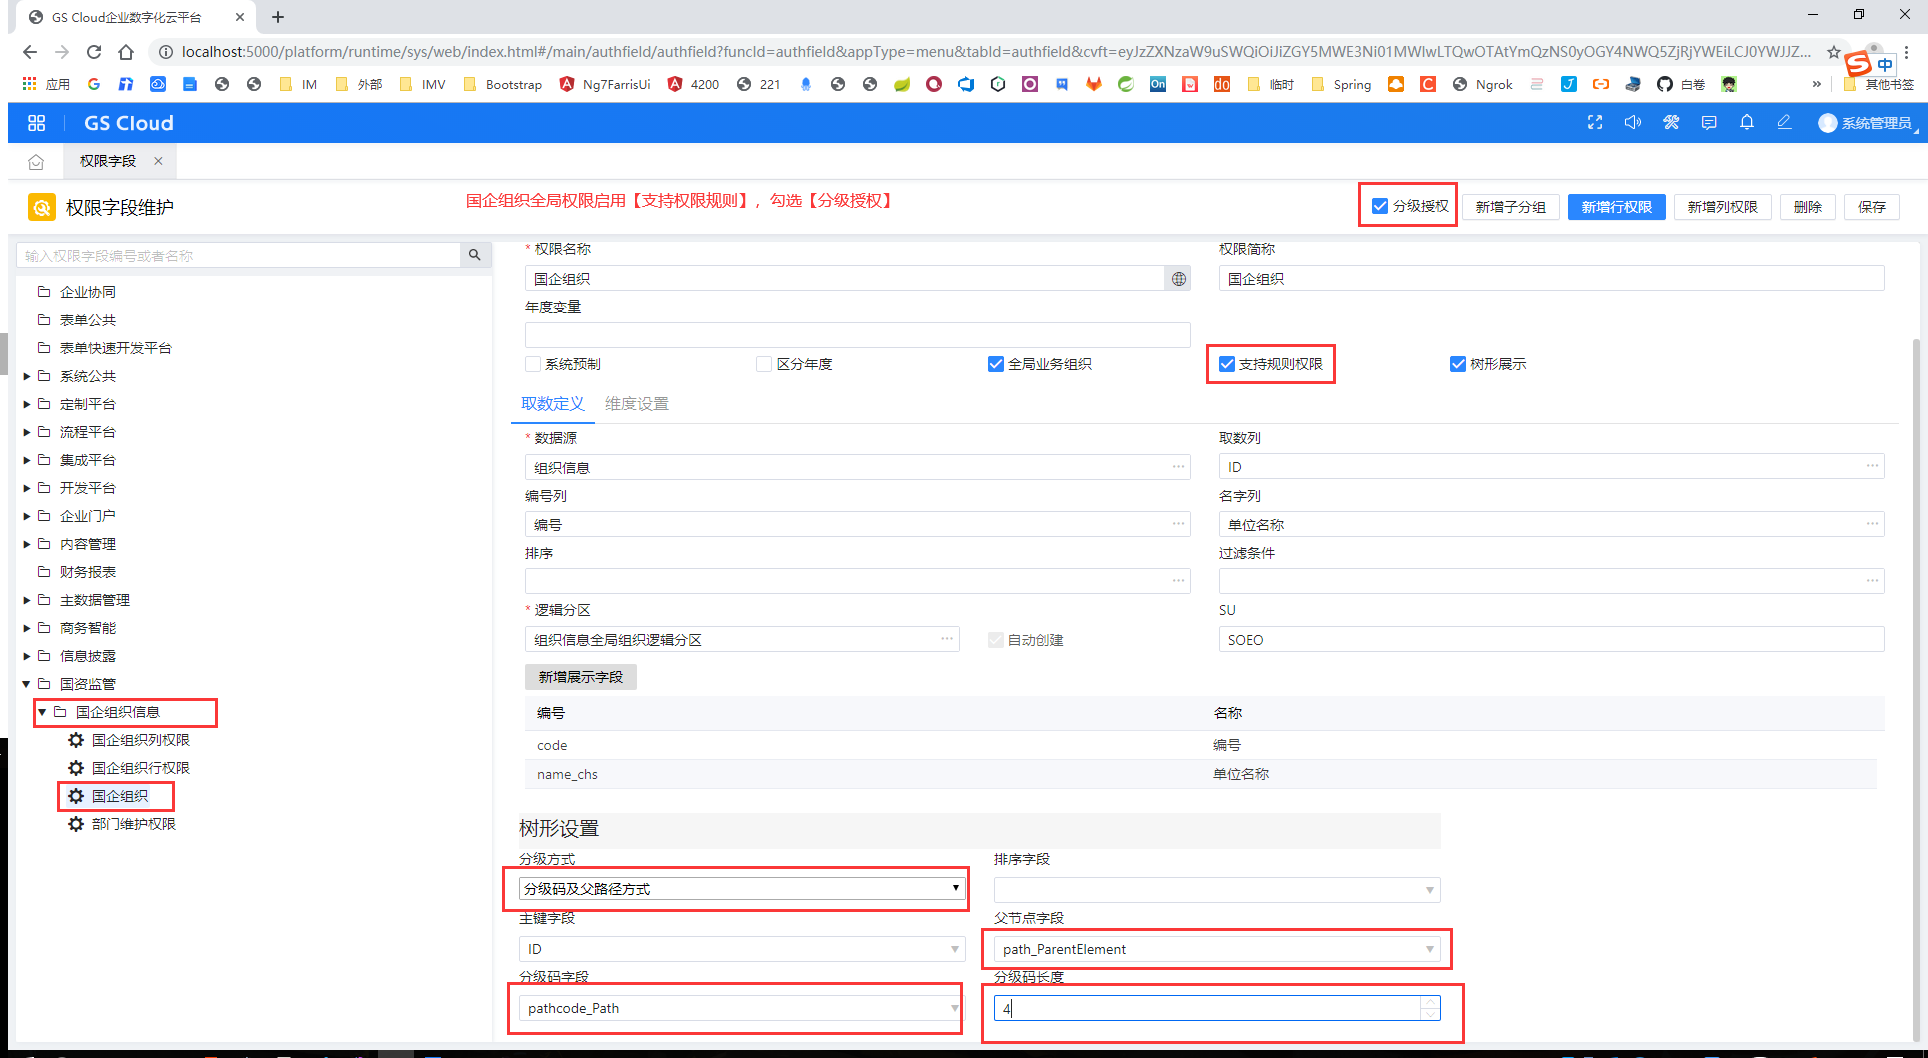 GS Cloud企业数字化云平台
localhost:5000/platform/runtime/sys/web/index.html#/main/authfield/authfield?funcId=authfield&appType=menu&tabId=authfield&cvft=
应用 IM 外部 IMV Bootstrap Ng7FarrisUi 4200 221 On do 临时 Spring C Ngrok J 白卷 » 其他书签
S 中
GS Cloud 系统管理员
权限字段
权限字段维护 国企组织全局权限启用【支持权限规则】，勾选【分级授权】 分级授权 新增子分组 新增行权限 新增列权限 删除 保存
输入权限字段编号或者名称
企业协同
表单公共
表单快速开发平台
系统公共
定制平台
流程平台
集成平台
开发平台
企业门户
内容管理
财务报表
主数据管理
商务智能
信息披露
国资监管
国企组织信息
国企组织列权限
国企组织行权限
国企组织
部门维护权限
* 权限名称 权限简称
国企组织 国企组织
年度变量
系统预制 区分年度 全局业务组织 支持规则权限 树形展示
取数定义 维度设置
* 数据源 取数列
组织信息 ··· ID ···
编号列 名字列
编号 ··· 单位名称 ···
排序 过滤条件
··· ···
* 逻辑分区 SU
组织信息全局组织逻辑分区 ··· 自动创建 SOEO
新增展示字段
编号 名称
code 编号
name_chs 单位名称
树形设置
分级方式 排序字段
分级码及父路径方式
主键字段 父节点字段
ID path_ParentElement
分级码字段 分级码长度
pathcode_Path 4